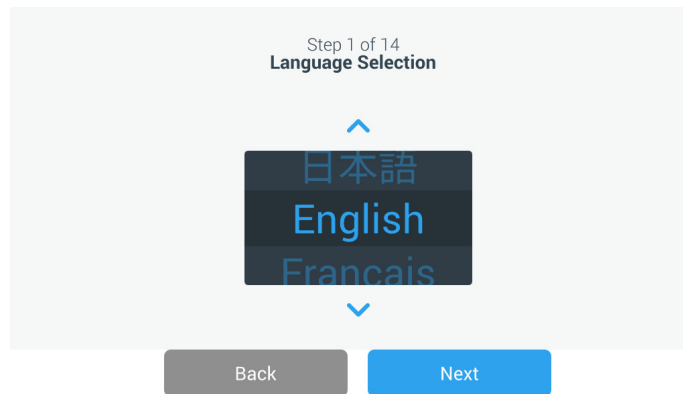 Step 1 of 14
Language Selection
日本語
English
Francais
Back
Next